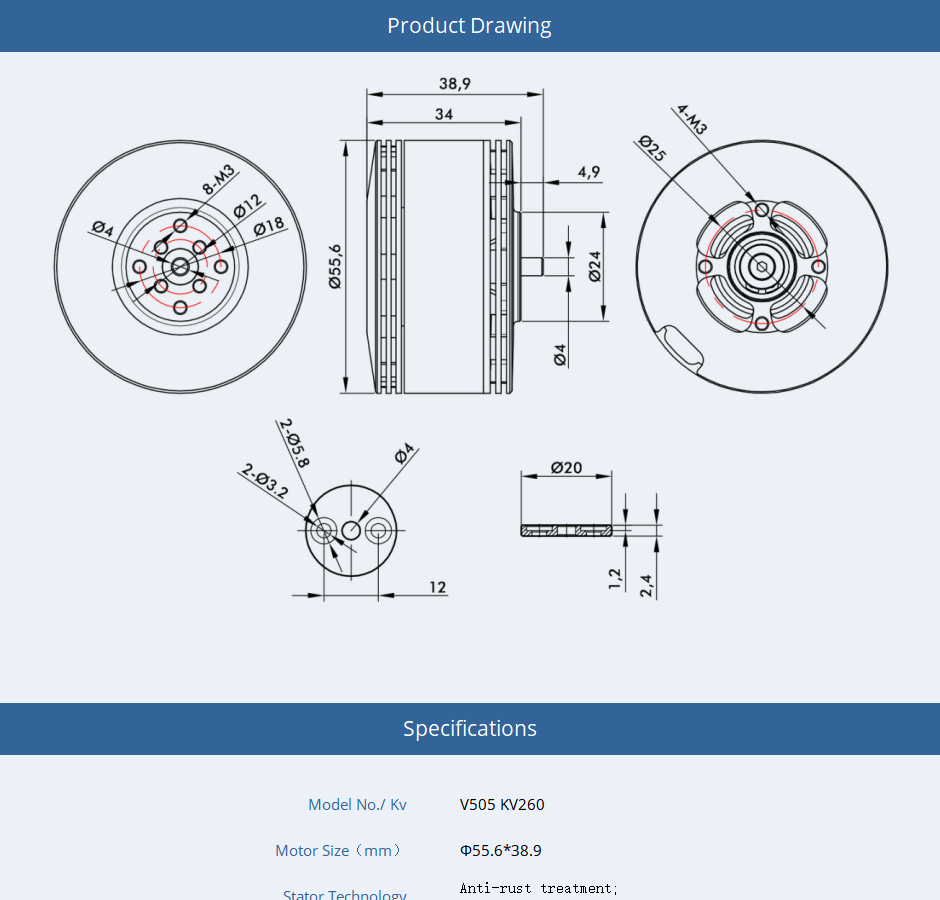 Product Drawing
38,9
34
4,9
Ø55,6
Ø24
Ø4
8-M3
Ø12
Ø18
Ø4
4-M3
Ø25
2-Ø5.8
2-Ø3.2
Ø4
12
Ø20
1,2
2,4
Specifications
Model No./ Kv V505 KV260
Motor Size（mm） Φ55.6*38.9
Anti-rust treatment;
Stator Technology